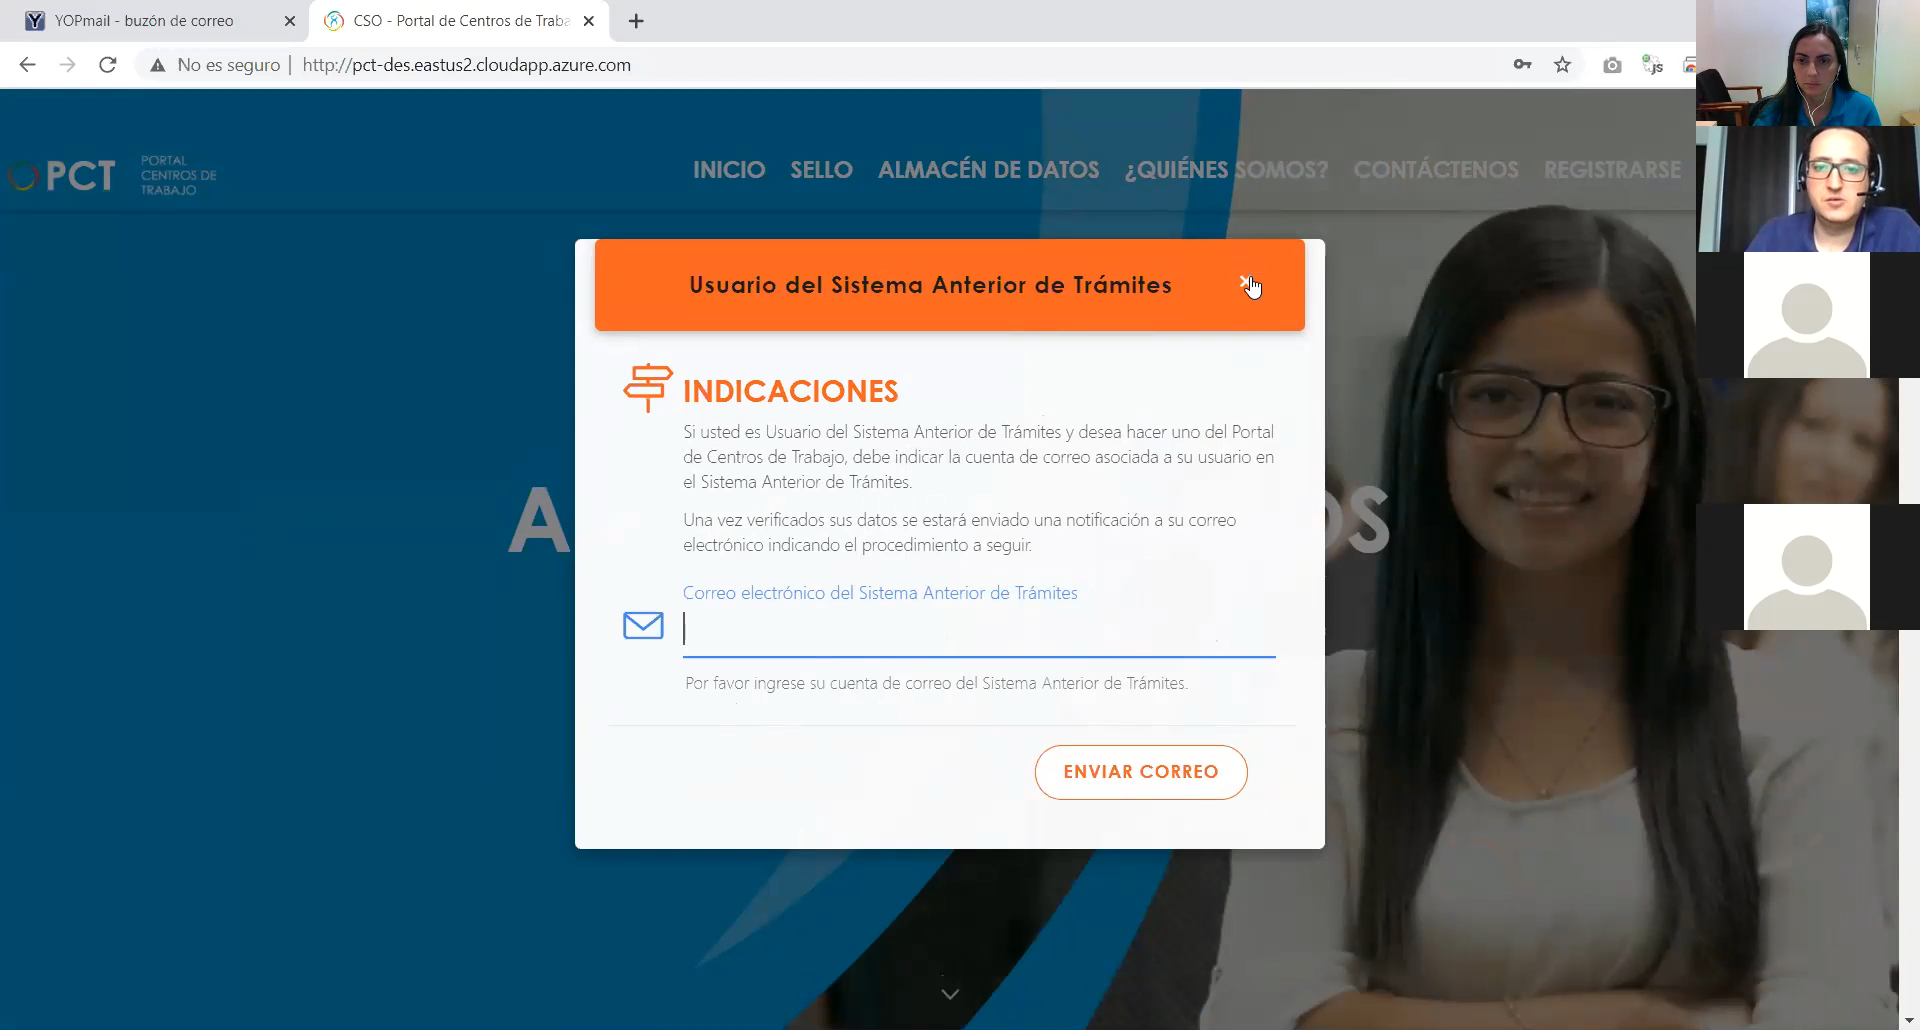 YOPmail - buzón de correo
CSO - Portal de Centros de Traba
No es seguro | http://pct-des.eastus2.cloudapp.azure.com
PCT
PORTAL
CENTROS DE
TRABAJO
INICIO SELLO ALMACÉN DE DATOS ¿QUIÉNES SOMOS? CONTÁCTENOS REGISTRARSE
Usuario del Sistema Anterior de Trámites
INDICACIONES
Si usted es Usuario del Sistema Anterior de Trámites y desea hacer uno del Portal
de Centros de Trabajo, debe indicar la cuenta de correo asociada a su usuario en
el Sistema Anterior de Trámites.
Una vez verificados sus datos se estará enviado una notificación a su correo
electrónico indicando el procedimiento a seguir.
Correo electrónico del Sistema Anterior de Trámites
Por favor ingrese su cuenta de correo del Sistema Anterior de Trámites.
ENVIAR CORREO